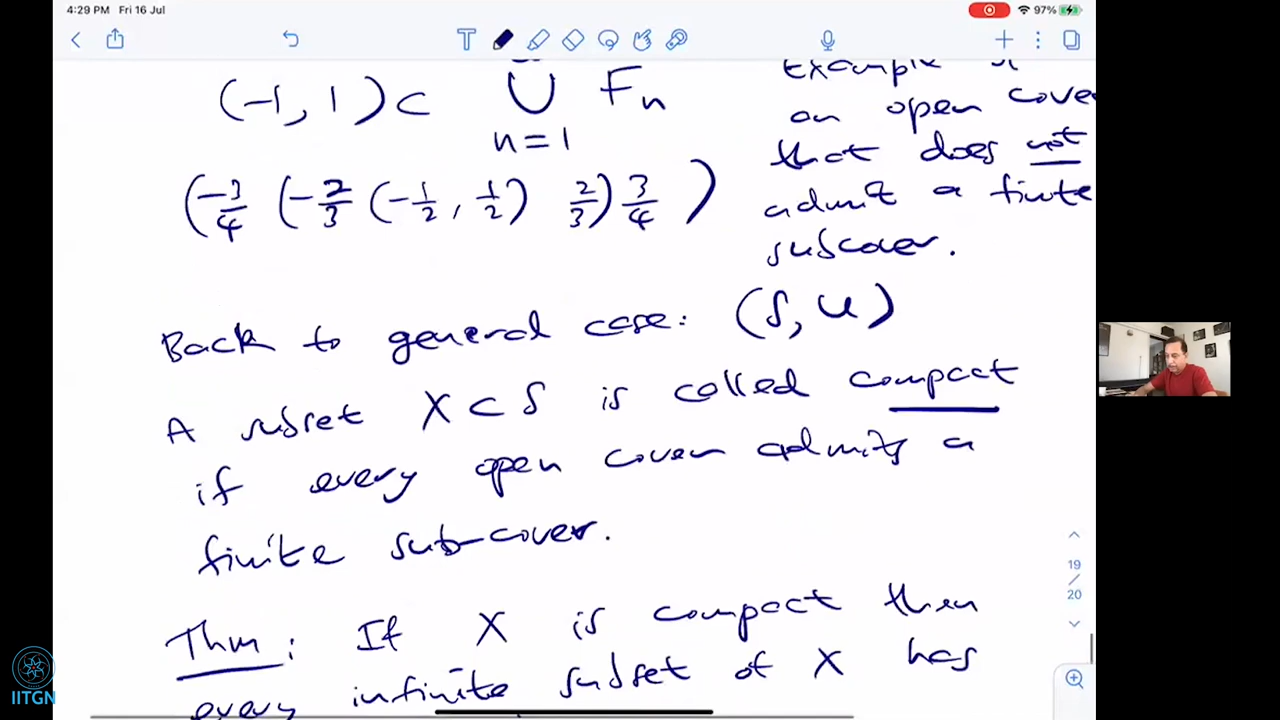 4:29 PM Fri 16 Jul
97%
(-1, 1) ⊂ ∪ Fn
n=1
Example
an open cove
that does not
admit a finite
subcover.
(-3/4 (-2/3 (-1/2, 1/2) 2/3) 3/4 )
Back to general case: (S, U)
A subset X ⊂ S is called compact
if every open cover admits a
finite sub-cover.
Thm: If X is compact then
every infinite subset of X has
19
/
20
IITGN